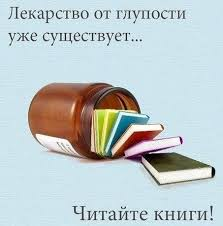 Лекарство от глупости
уже существует...
Читайте книги!